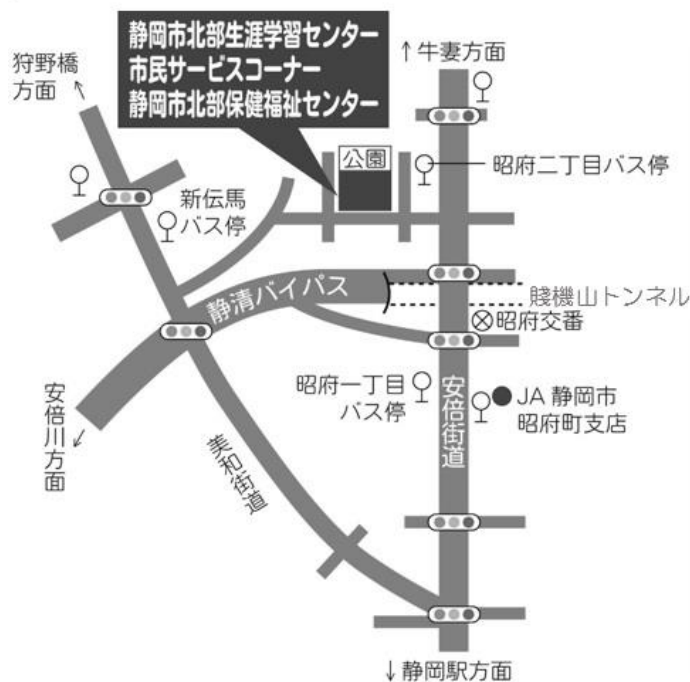 静岡市北部生涯学習センター
市民サービスコーナー
静岡市北部保健福祉センター
↑牛妻方面
狩野橋
方面
公園
昭府二丁目バス停
新伝馬
バス停
静清バイパス
賤機山トンネル
昭府交番
昭府一丁目
バス停
安倍街道
JA 静岡市
昭府町支店
安倍川方面
美和街道
↓静岡駅方面